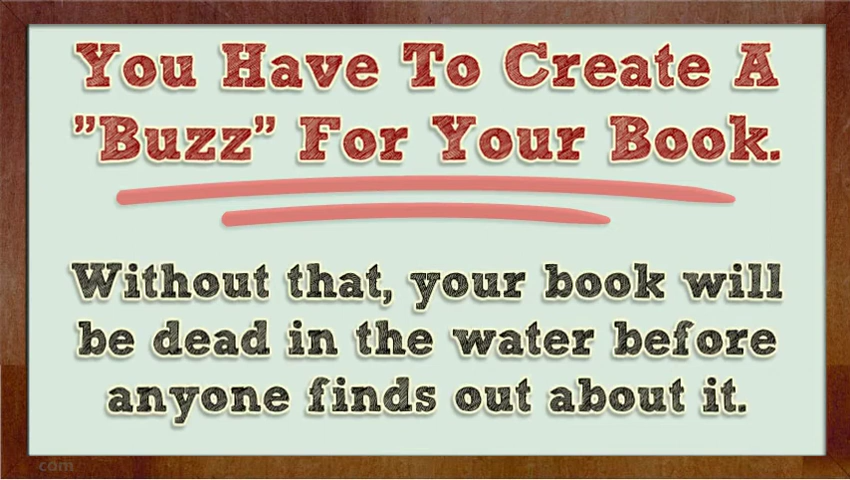 You Have To Create A
"Buzz" For Your Book.
Without that, your book will
be dead in the water before
anyone finds out about it.
com